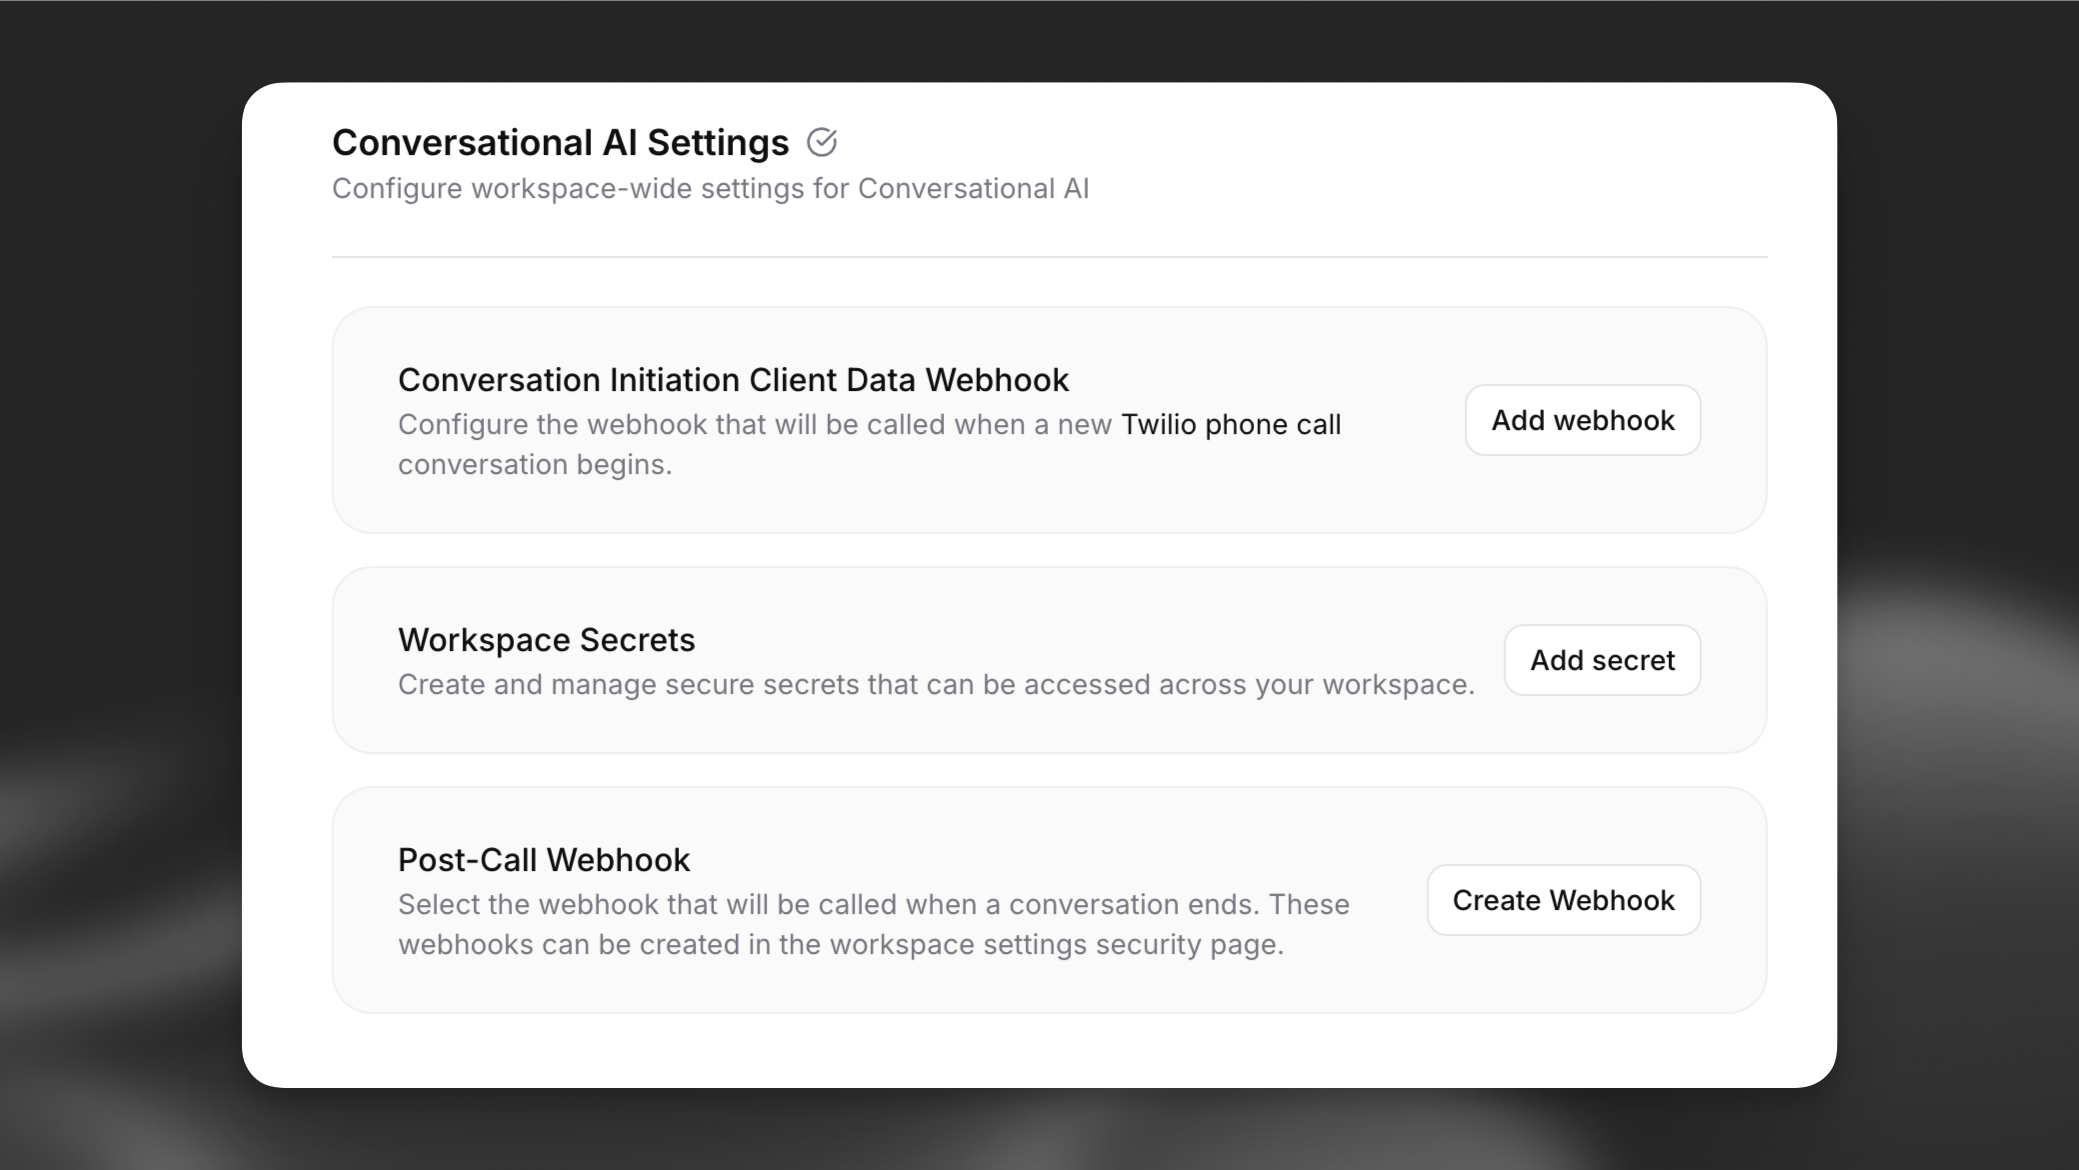 Conversational AI Settings
Configure workspace-wide settings for Conversational AI
Conversation Initiation Client Data Webhook
Configure the webhook that will be called when a new Twilio phone call
conversation begins.
Add webhook
Workspace Secrets
Create and manage secure secrets that can be accessed across your workspace.
Add secret
Post-Call Webhook
Select the webhook that will be called when a conversation ends. These
webhooks can be created in the workspace settings security page.
Create Webhook